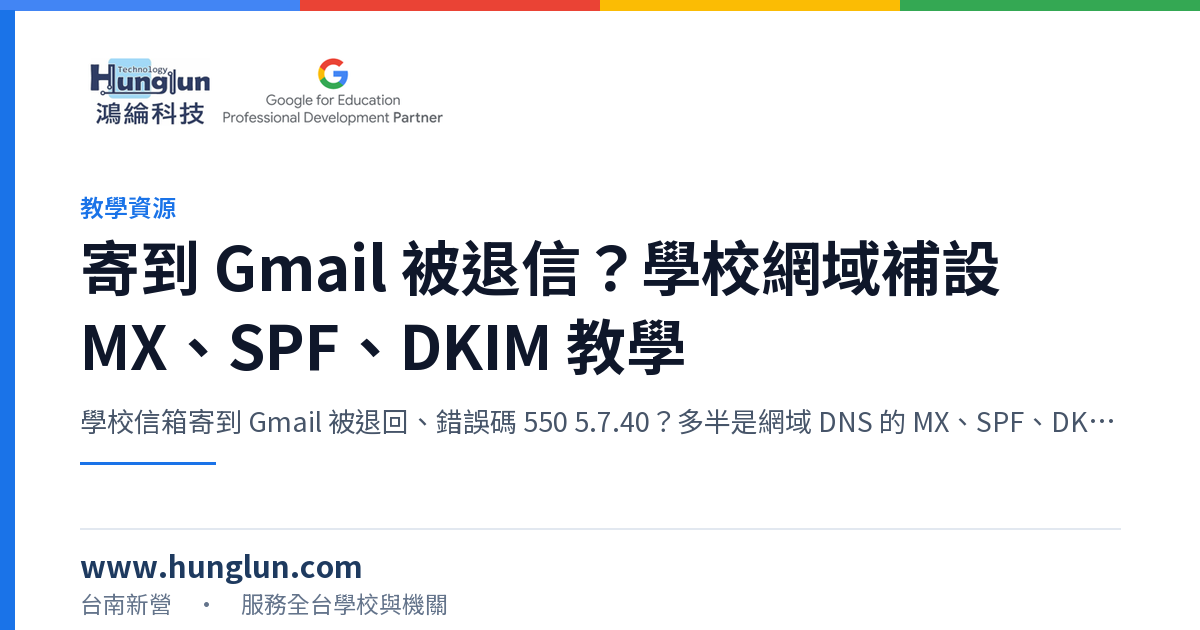 Technology
Hunglun
鴻綸科技
Google for Education
Professional Development Partner
教學資源
寄到 Gmail 被退信？學校網域補設
MX、SPF、DKIM 教學
學校信箱寄到 Gmail 被退回、錯誤碼 550 5.7.40？多半是網域 DNS 的 MX、SPF、DK…
www.hunglun.com
台南新營 • 服務全台學校與機關